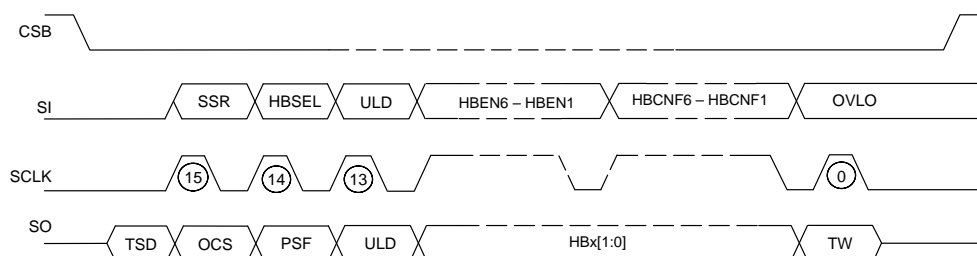 CSB
SI
SSR
HBSEL
ULD
HBEN6 – HBEN1
HBCNF6 – HBCNF1
OVLO
SCLK
15
14
13
0
SO
TSD
OCS
PSF
ULD
HBx[1:0]
TW